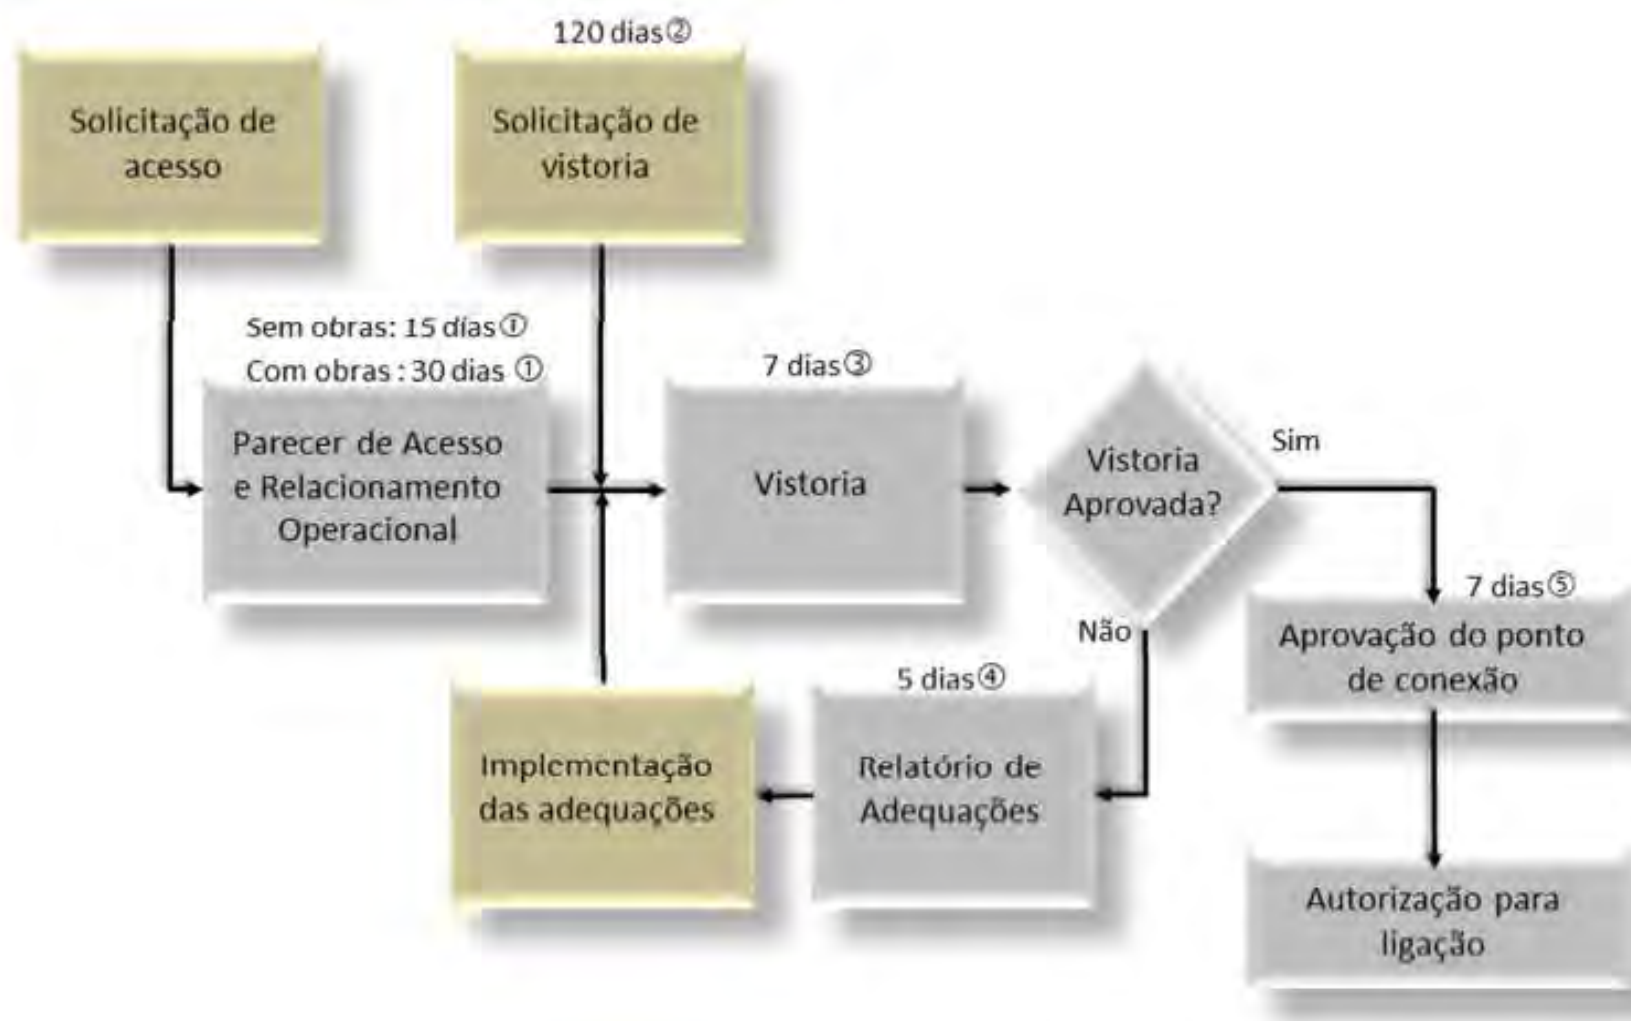 120 dias②
Solicitação de
acesso
Solicitação de
vistoria
Sem obras: 15 dias①
Com obras : 30 dias ①
Parecer de Acesso
e Relacionamento
Operacional
7 dias③
Vistoria
Vistoria
Aprovada?
Sim
Não
7 dias⑤
Aprovação do ponto
de conexão
5 dias④
Relatório de
Adequações
Implementação
das adequações
Autorização para
ligação